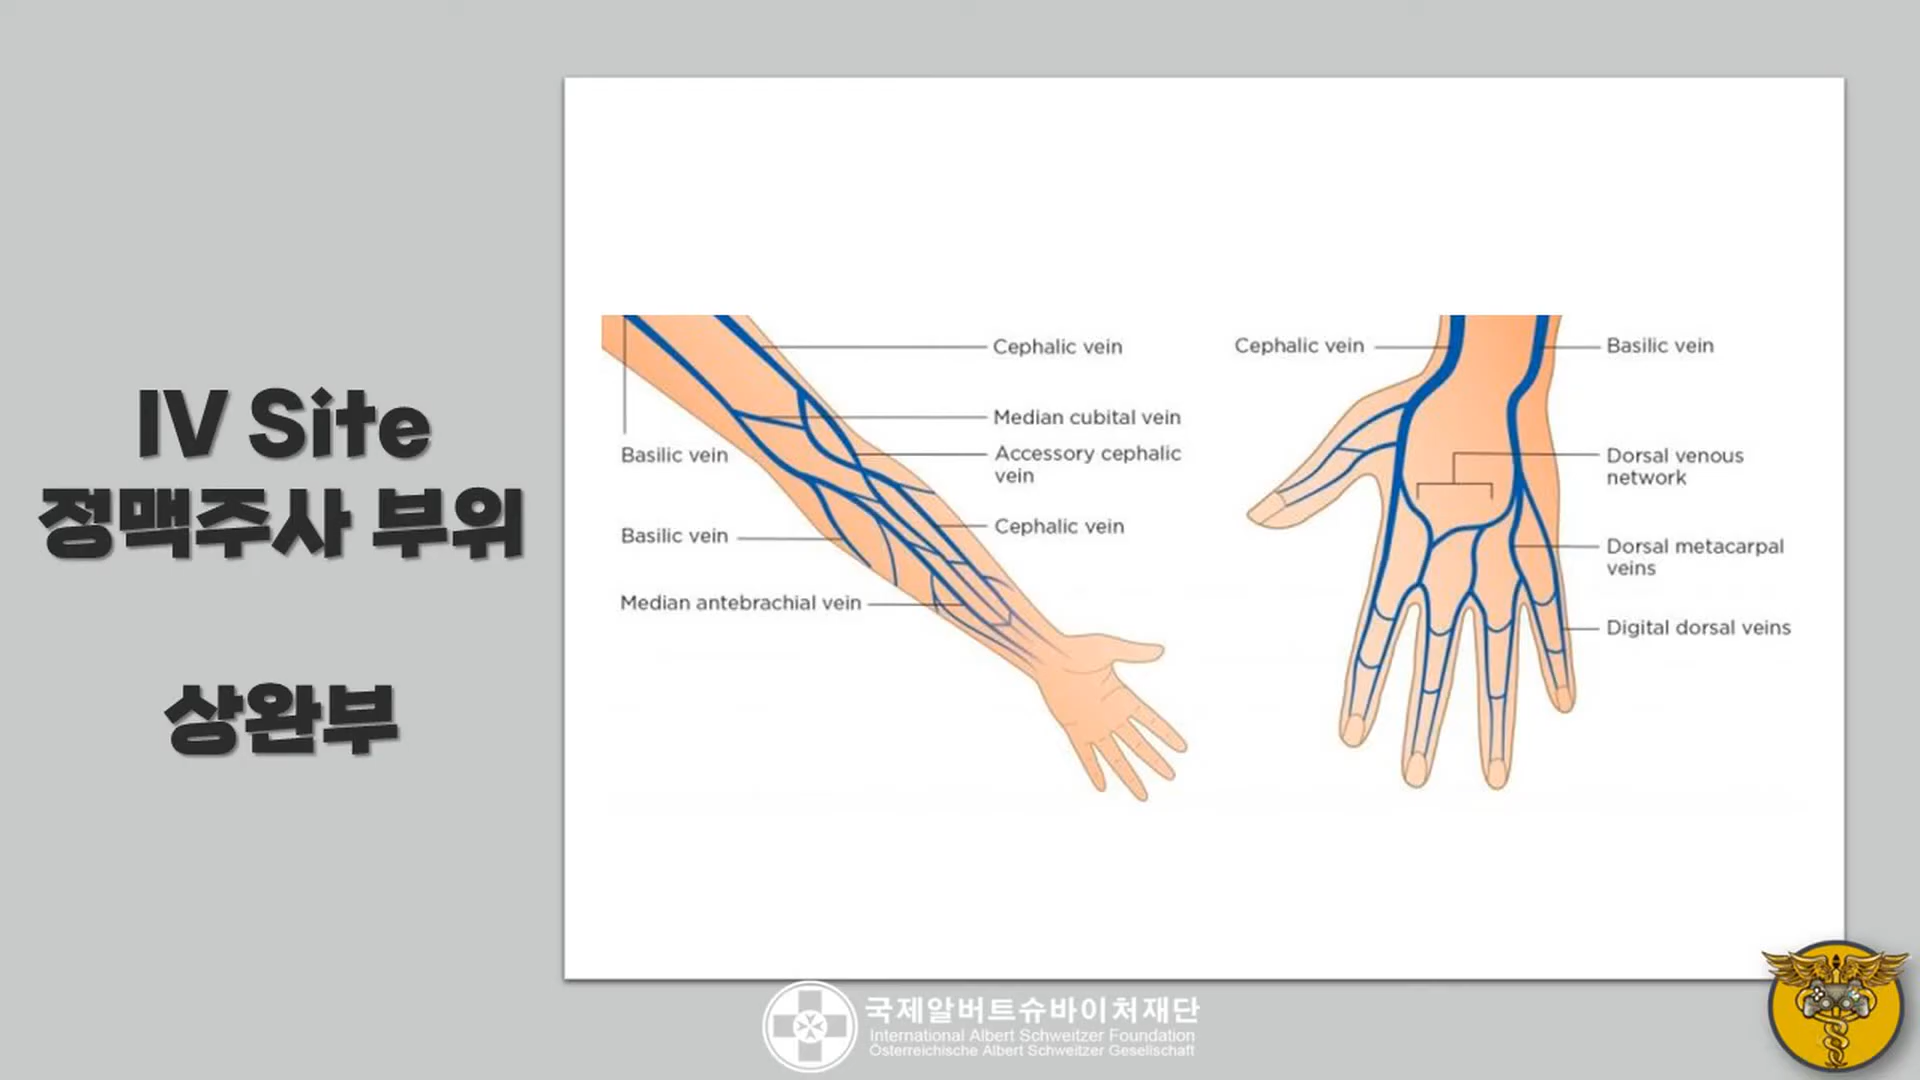 IV Site
정맥주사 부위
상완부
Cephalic vein
Median cubital vein
Accessory cephalic
vein
Basilic vein
Cephalic vein
Basilic vein
Median antebrachial vein
Cephalic vein
Basilic vein
Dorsal venous
network
Dorsal metacarpal
veins
Digital dorsal veins
국제알버트슈바이처재단
International Albert Schweitzer Foundation
Österreichische Albert Schweitzer Gesellschaft